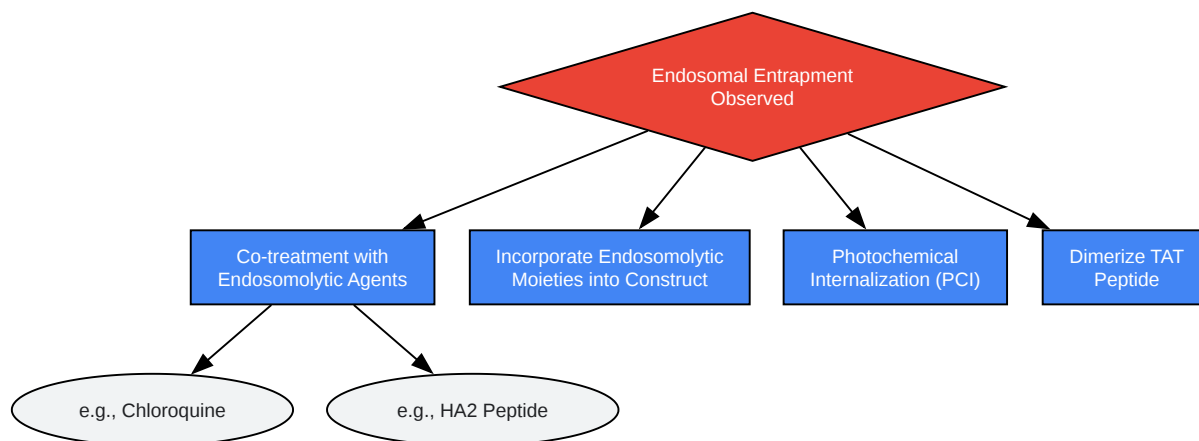 Endosomal Entrapment
Observed
Co-treatment with
Endosomolytic Agents
Incorporate Endosomolytic
Moieties into Construct
Photochemical
Internalization (PCI)
Dimerize TAT
Peptide
e.g., Chloroquine
e.g., HA2 Peptide